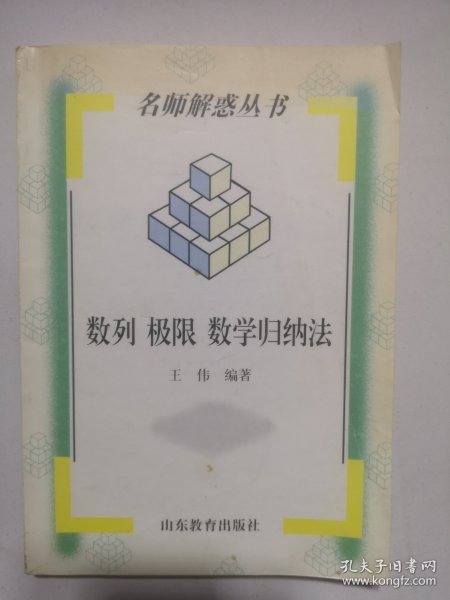 名师解惑丛书
数列 极限 数学归纳法
王 伟 编著
山东教育出版社
孔夫子旧书网
www.kongfz.com